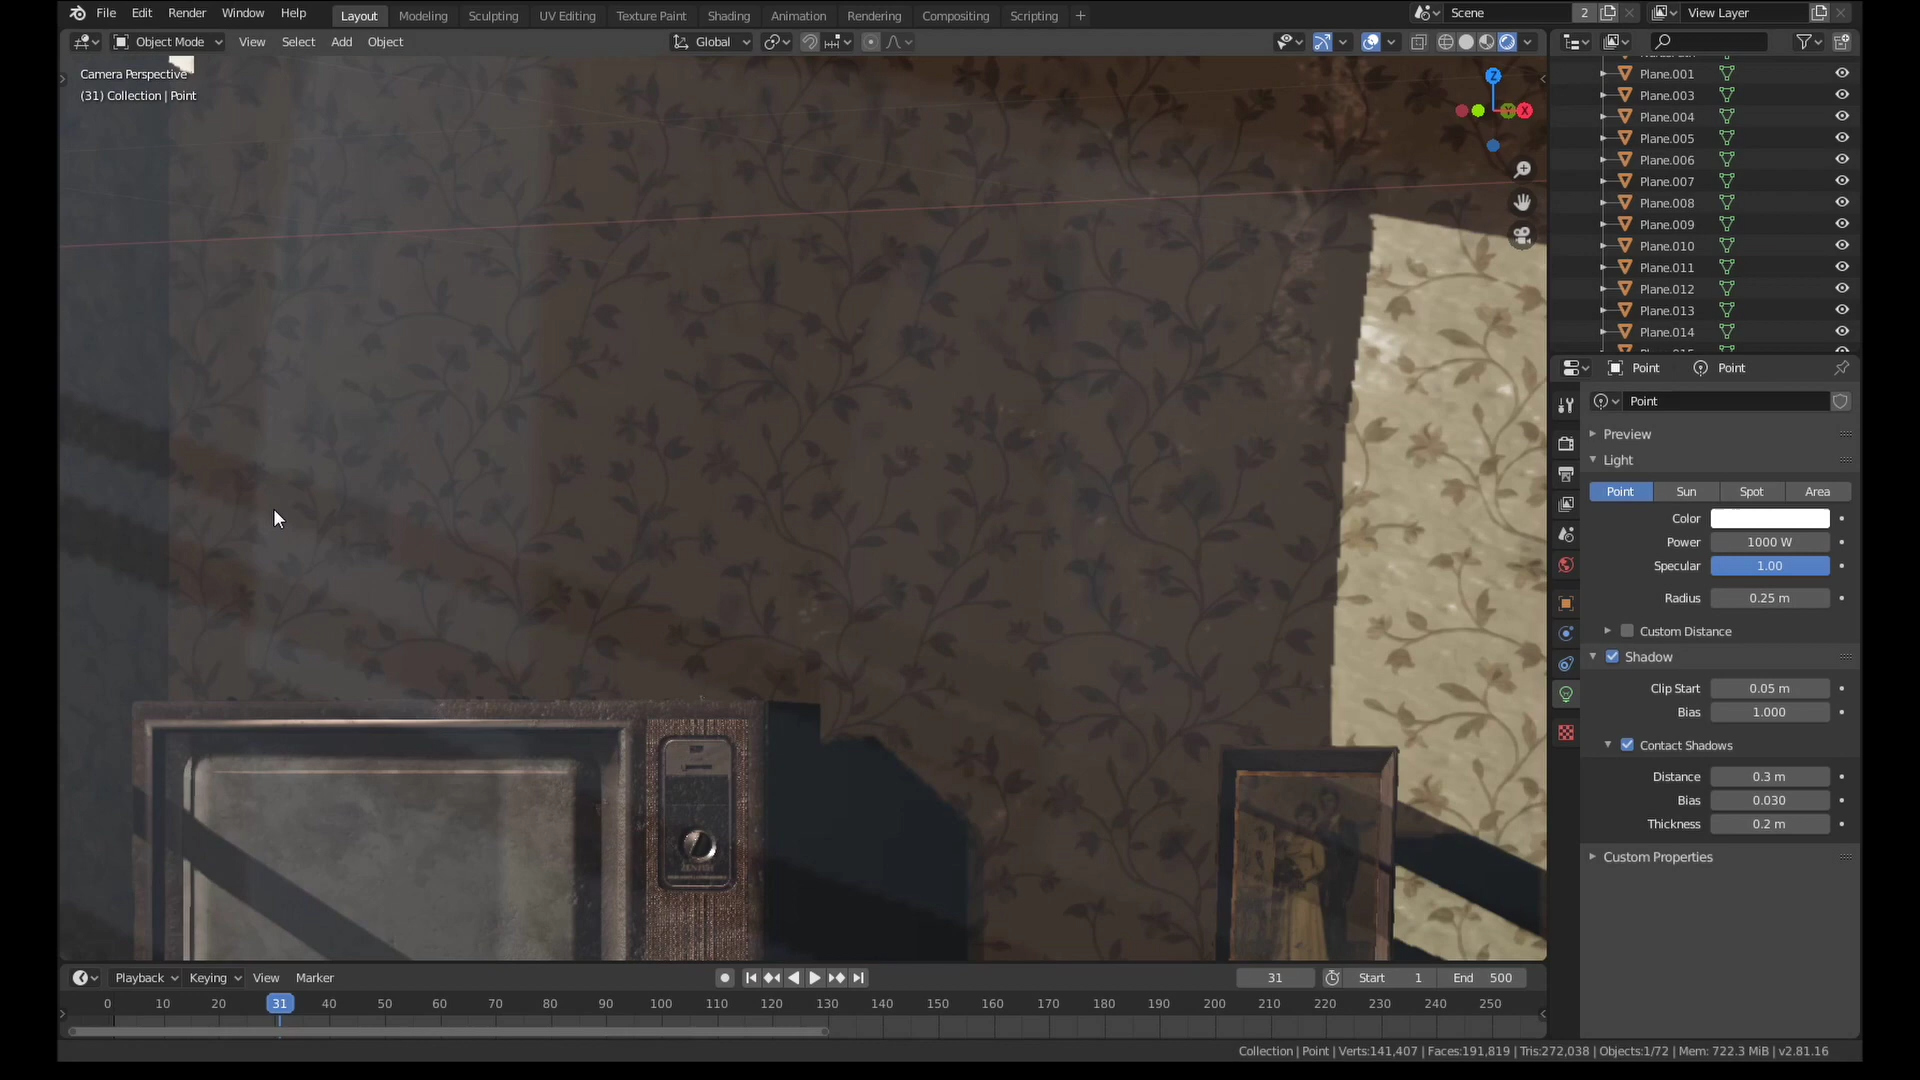 File Edit Render Window Help Layout Modeling Sculpting UV Editing Texture Paint Shading Animation Rendering Compositing Scripting + Scene 2 View Layer
Object Mode View Select Add Object Global
Camera Perspective
(31) Collection | Point
Z
Y
X
Plane.001
Plane.003
Plane.004
Plane.005
Plane.006
Plane.007
Plane.008
Plane.009
Plane.010
Plane.011
Plane.012
Plane.013
Plane.014
Point Point
Point
Preview
Light
Point Sun Spot Area
Color
Power 1000 W
Specular 1.00
Radius 0.25 m
Custom Distance
Shadow
Clip Start 0.05 m
Bias 1.000
Contact Shadows
Distance 0.3 m
Bias 0.030
Thickness 0.2 m
Custom Properties
ZENITH
Playback Keying View Marker 31 Start 1 End 500
0 10 20 31 40 50 60 70 80 90 100 110 120 130 140 150 160 170 180 190 200 210 220 230 240 250
Collection | Point | Verts:141,407 | Faces:191,819 | Tris:272,038 | Objects:1/72 | Mem: 722.3 MiB | v2.81.16